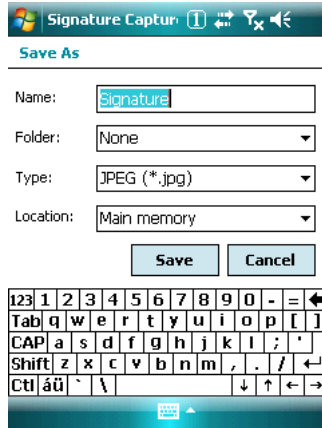 Signature Captur 1
Save As
Name: Signature
Folder: None
Type: JPEG (*.jpg)
Location: Main memory
Save Cancel
123 1 2 3 4 5 6 7 8 9 0 - = ←
Tab q w e r t y u i o p [ ]
CAP a s d f g h j k l ; '
Shift z x c v b n m , . / ↵
Ctl áü ` \ ↓ ↑ ← →